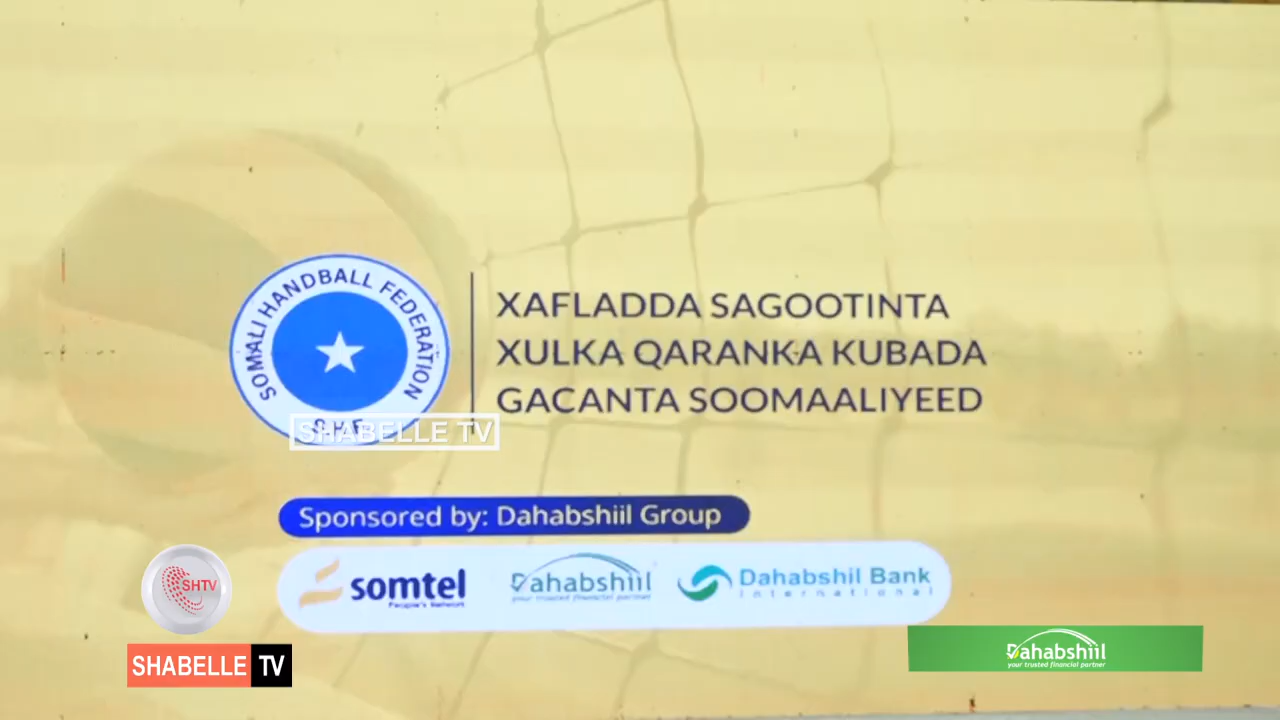 SOMALI HANDBALL FEDERATION
XAFLADDA SAGOOTINTA
XULKA QARANKA KUBADA
GACANTA SOOMAALIYEED
SHABELLE TV
Sponsored by: Dahabshiil Group
somtel
People's Network
Dahabshiil
your trusted financial partner
Dahabshil Bank
International
SHTV
SHABELLE TV
Dahabshiil
your trusted financial partner